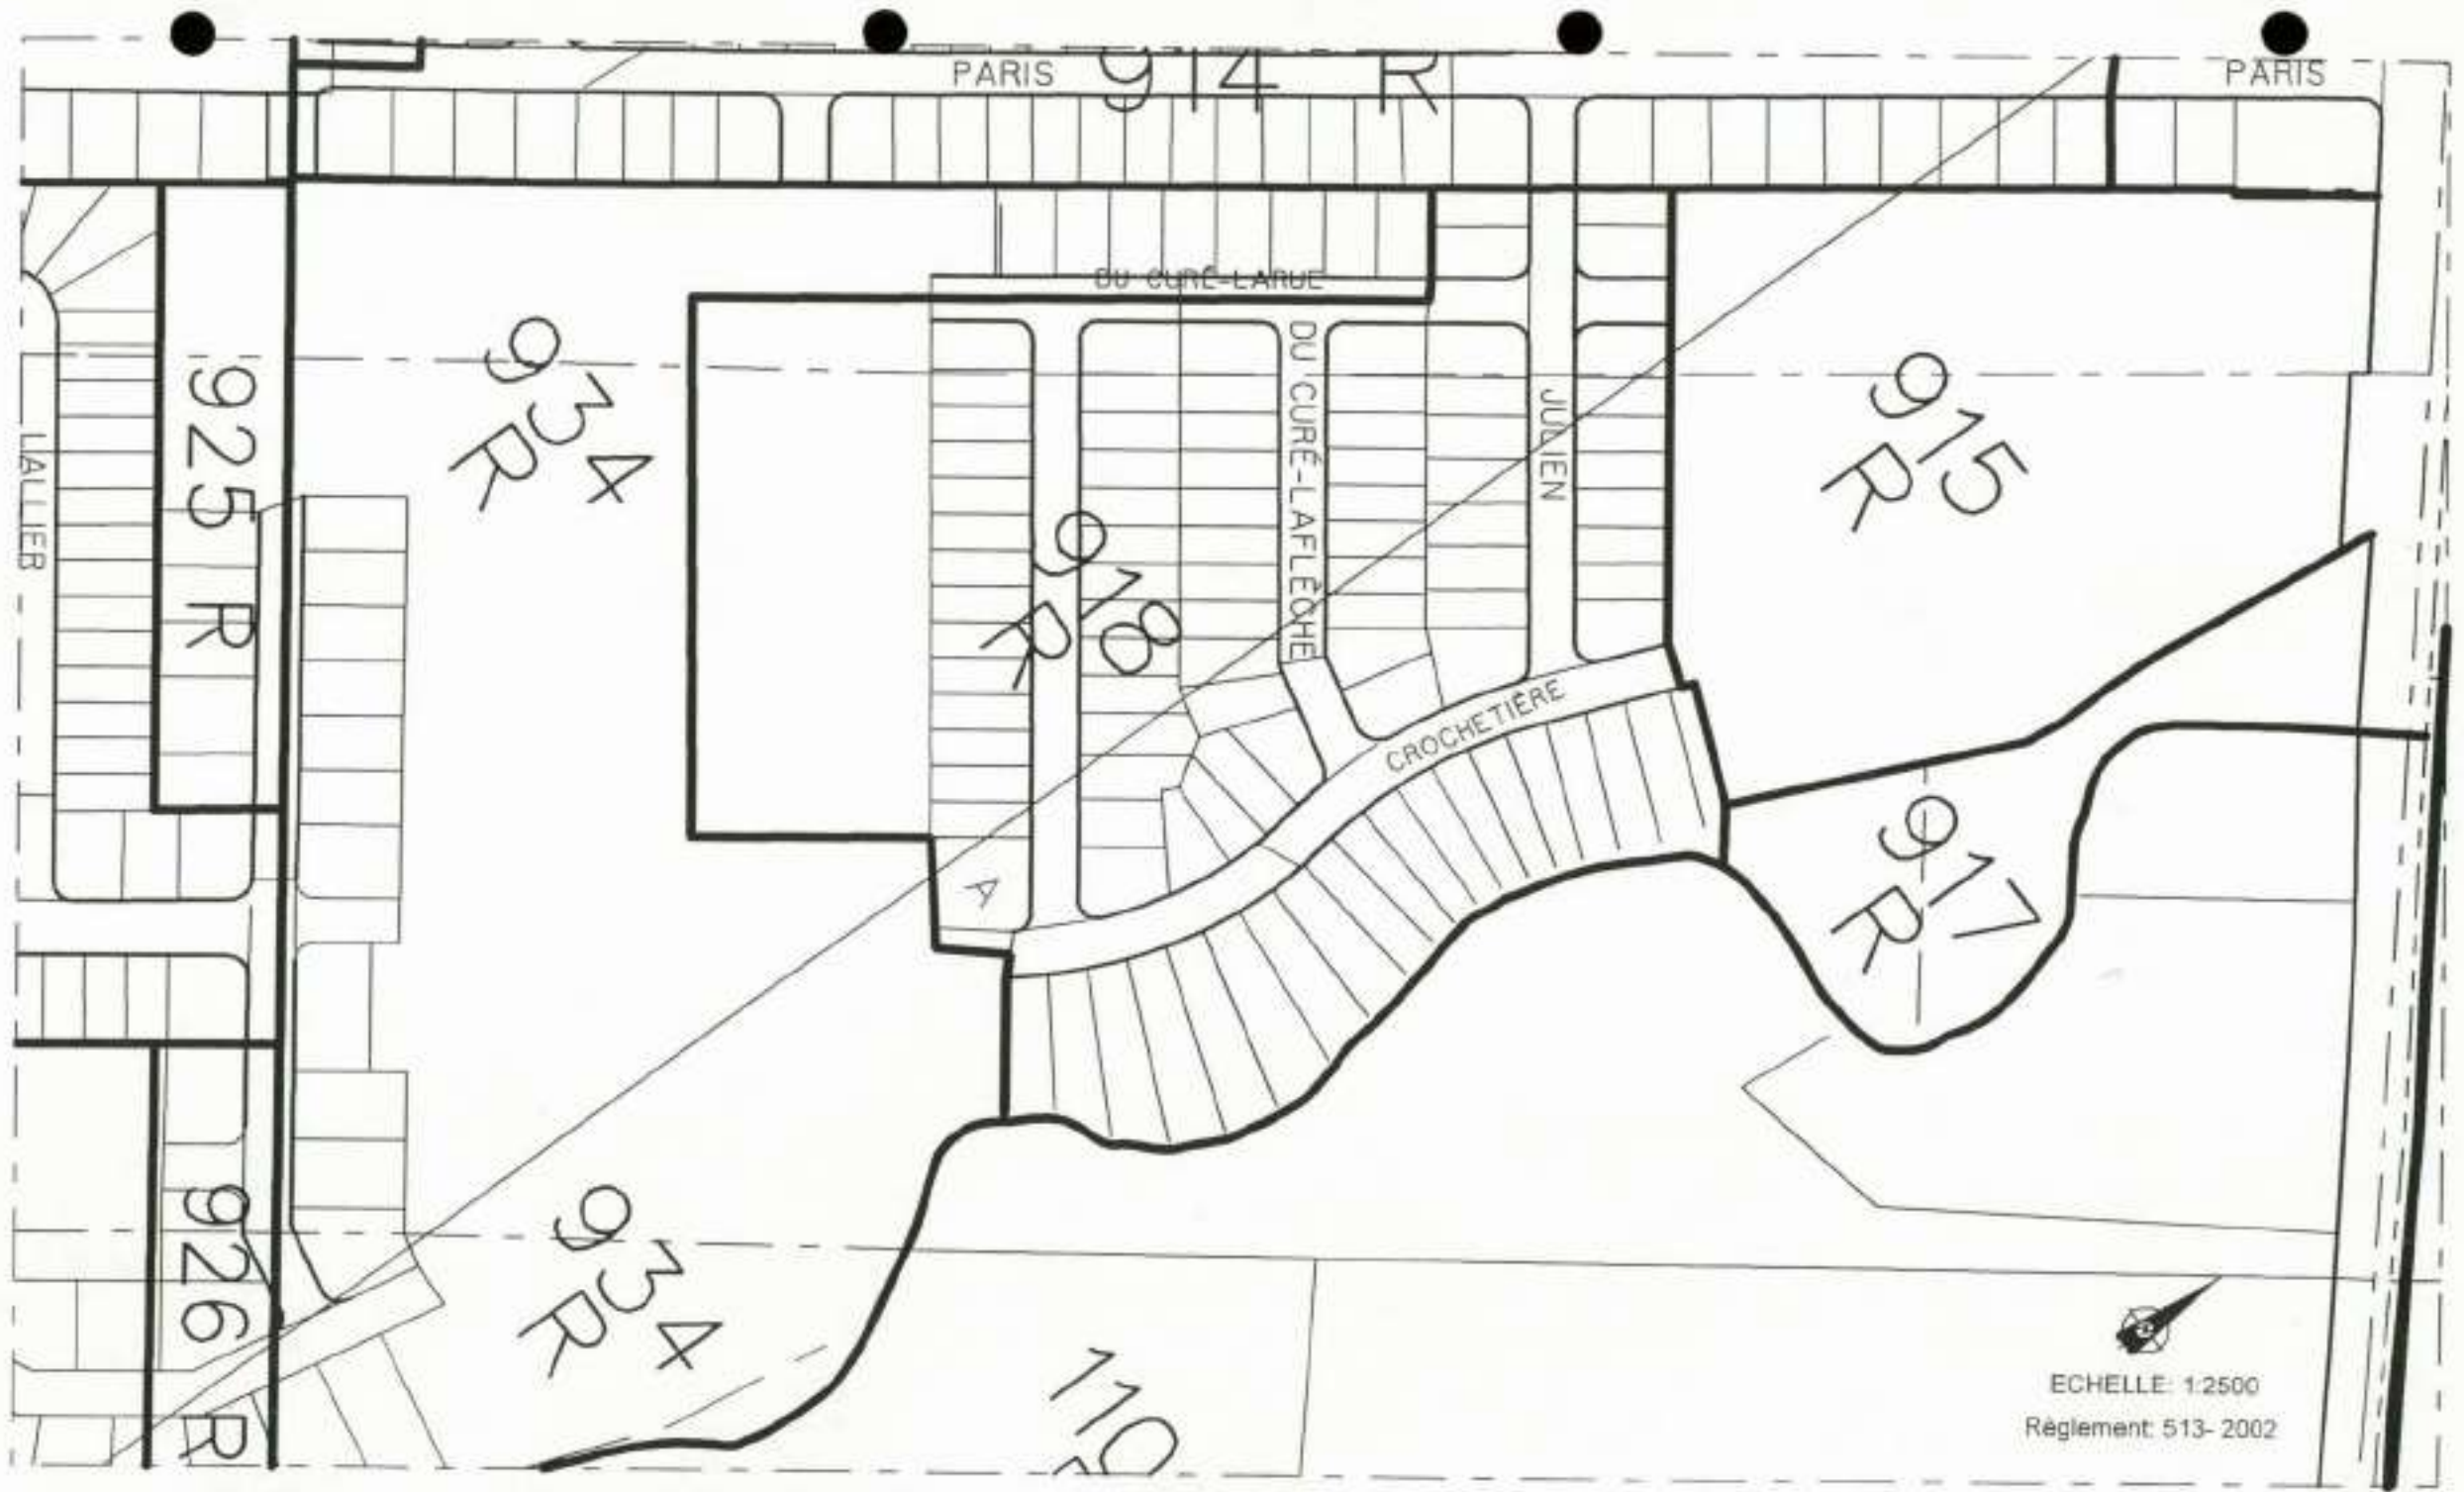 PARIS
914 R
PARIS
DU CURÉ-LARUE
934
R
915
R
925 R
DU CURÉ-LAFLÈCHE
JULIEN
918
R
CROCHETIÈRE
917
R
A
934
R
926 R
110
ECHELLE: 1:2500
Règlement: 513- 2002